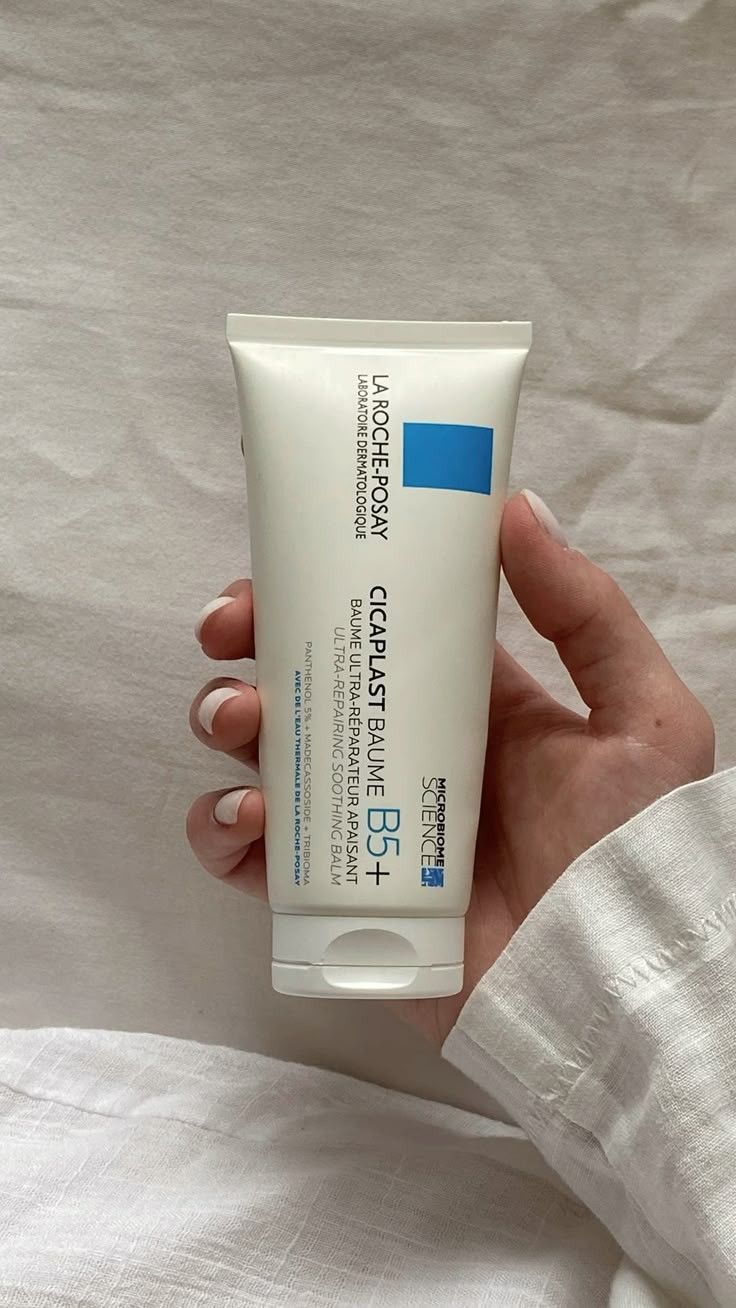 LA ROCHE-POSAY
LABORATOIRE DERMATOLOGIQUE
MICROBIOME
SCIENCE
CICAPLAST BAUME B5+
BAUME ULTRA-RÉPARATEUR APAISANT
ULTRA-REPAIRING SOOTHING BALM
PANTHENOL 5% + MADECASSOSIDE + TRIBIOMA
AVEC DE L'EAU THERMALE DE LA ROCHE-POSAY